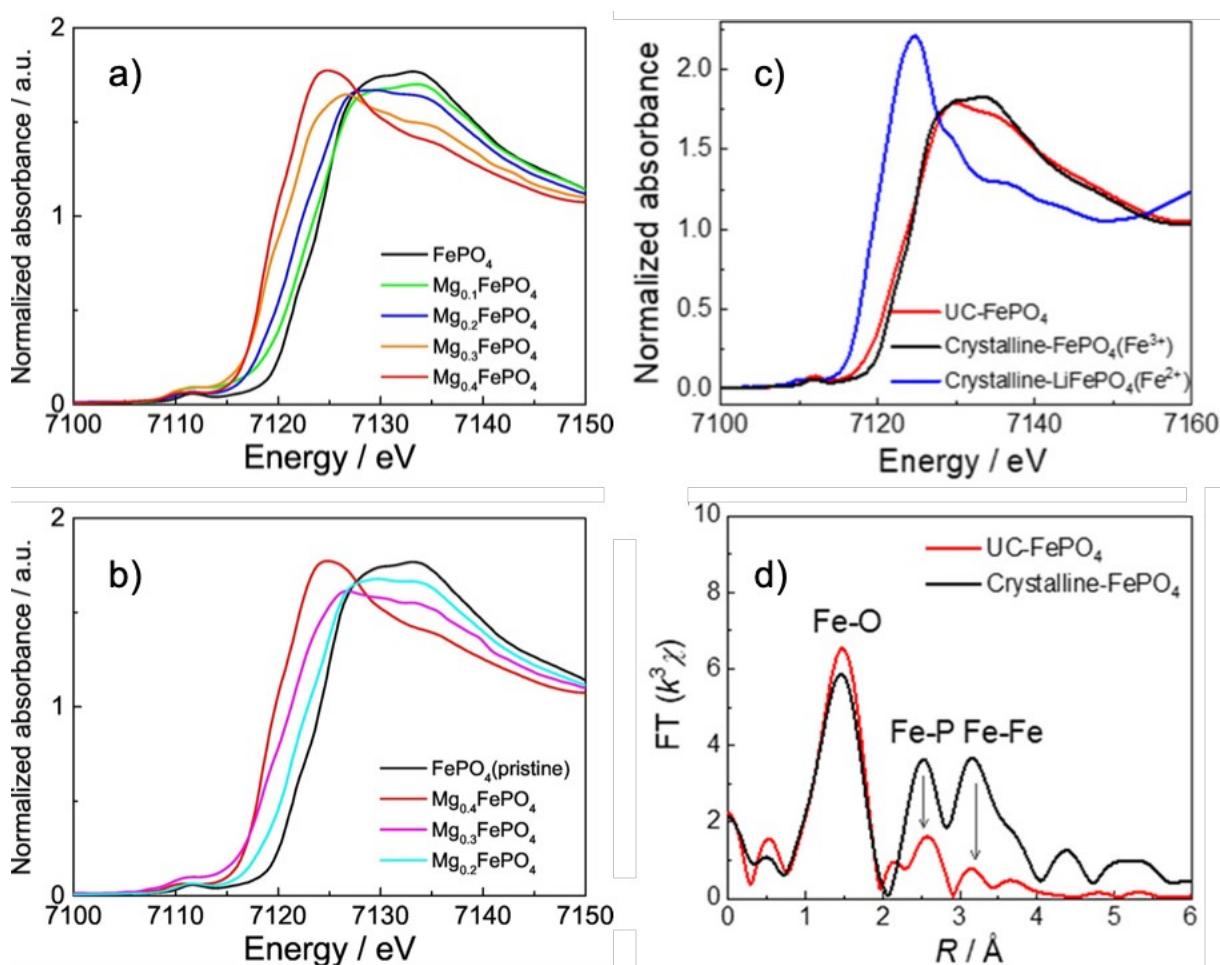 a)
2
1
0
7100 7110 7120 7130 7140 7150
Normalized absorbance / a.u.
Energy / eV
FePO₄
Mg₀.₁FePO₄
Mg₀.₂FePO₄
Mg₀.₃FePO₄
Mg₀.₄FePO₄
c)
2.0
1.5
1.0
0.5
0.0
7100 7120 7140 7160
Normalized absorbance
Energy / eV
UC-FePO₄
Crystalline-FePO₄(Fe³⁺)
Crystalline-LiFePO₄(Fe²⁺)
b)
2
1
0
7100 7110 7120 7130 7140 7150
Normalized absorbance / a.u.
Energy / eV
FePO₄(pristine)
Mg₀.₄FePO₄
Mg₀.₃FePO₄
Mg₀.₂FePO₄
d)
10
8
6
4
2
0
0 1 2 3 4 5 6
FT (k³χ)
R / Å
UC-FePO₄
Crystalline-FePO₄
Fe-O
Fe-P Fe-Fe